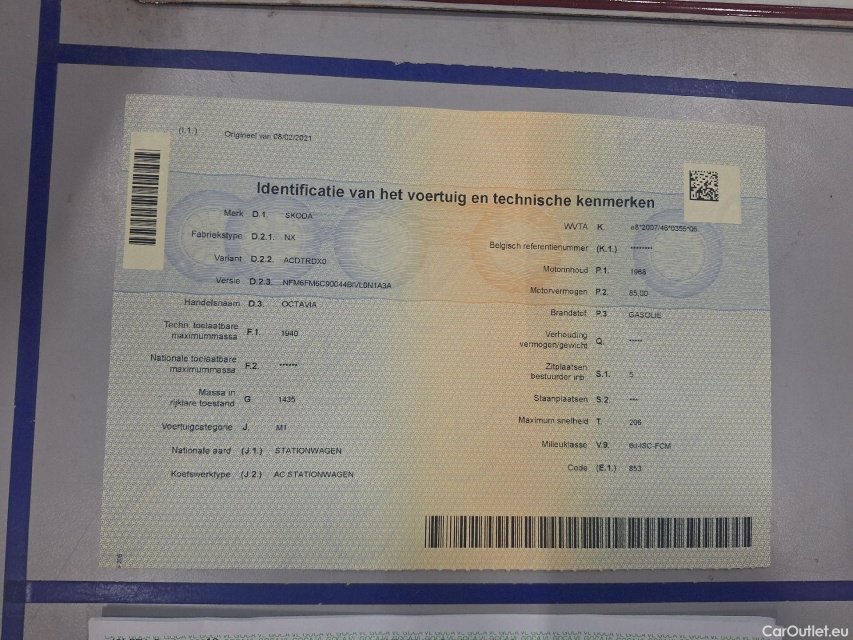 (I.1.) Origineel van 08/02/2021
Identificatie van het voertuig en technische kenmerken
Merk D.1. SKODA
Fabriekstype D.2.1. NX
Variant D.2.2. ACDTRDX0
Versie D.2.3.
Handelsnaam D.3. OCTAVIA
Techn. toelaatbare
maximummassa F.1. 1940
Nationale toelaatbare
maximummassa F.2. ******
Massa in
rijklare toestand G. 1435
Voertuigcategorie J. M1
Nationale aard (J.1.) STATIONWAGEN
Koetswerktype (J.2.) AC STATIONWAGEN
WVTA K. e8*2007/46*0355*06
Belgisch referentienummer (K.1.) ********
Motorinhoud P.1. 1968
Motorvermogen P.2. 85.00
Brandstof P.3. GASOLIE
Verhouding
vermogen/gewicht Q. *****
Zitplaatsen
bestuurder inb. S.1. 5
Staanplaatsen S.2. ***
Maximum snelheid T. 206
Milieuklasse V.9. 6d-ISC-FCM
Code (E.1.) 853
CarOutlet.eu